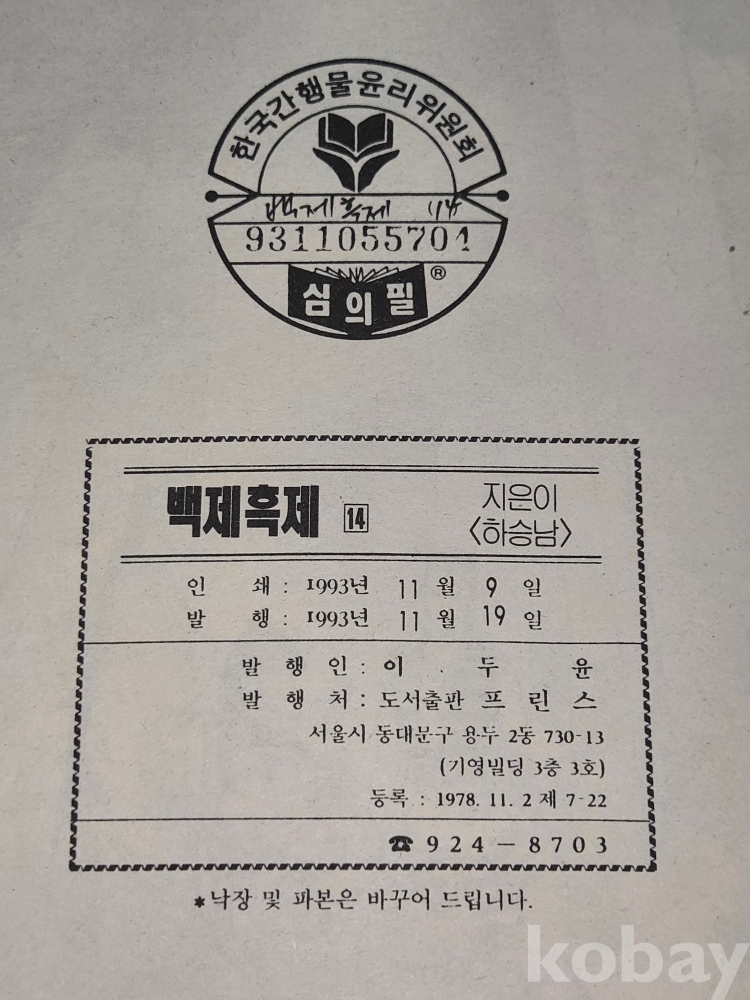 한국간행물윤리위원회
백제흑제 14
9311055704
심의필 ®
백제흑제 14 지은이
<하승남>
인 쇄 : 1993년 11 월 9 일
발 행 : 1993년 11 월 19 일
발 행 인 : 이 . 두 윤
발 행 처 : 도서출판 프 린 스
서울시 동대문구 용두 2동 730-13
(기영빌딩 3층 3호)
등록 : 1978. 11. 2 제 7-22
☎ 924-8703
*낙장 및 파본은 바꾸어 드립니다.
kobay